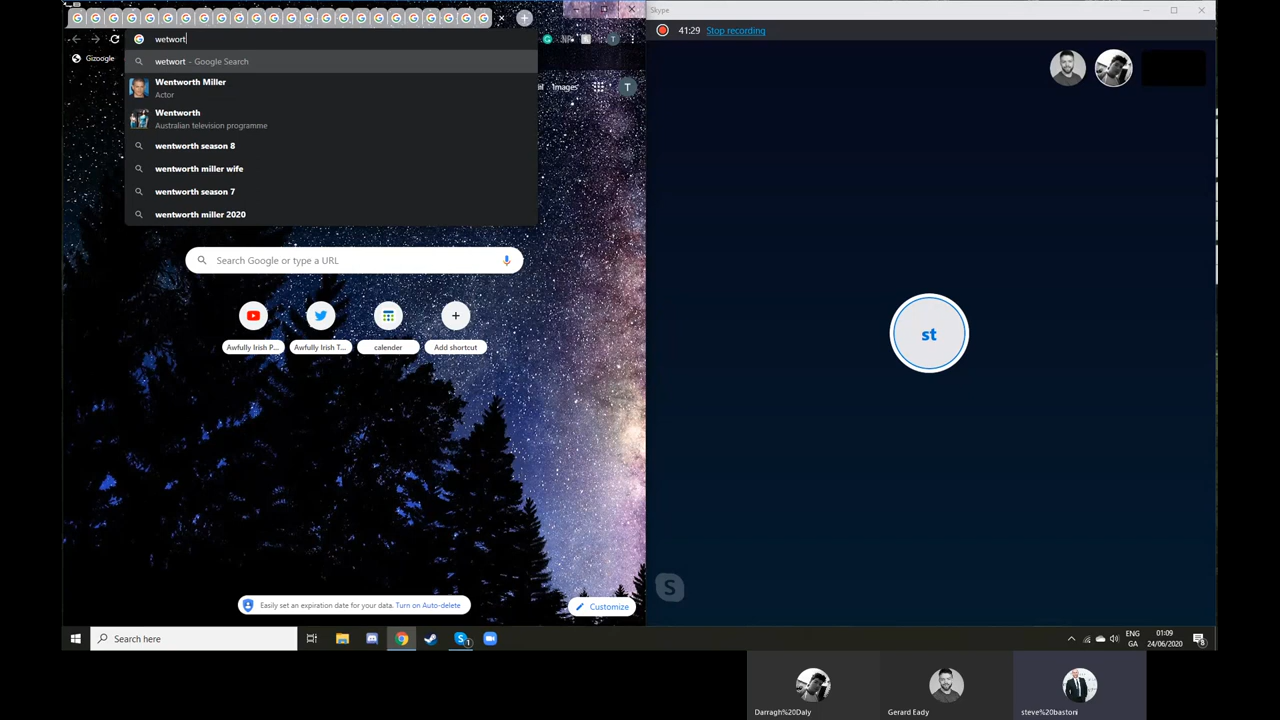 Skype
wetwort
41:29 Stop recording
Gizoogle
wetwort - Google Search
Wentworth Miller
Actor
Images
T
Wentworth
Australian television programme
wentworth season 8
wentworth miller wife
wentworth season 7
wentworth miller 2020
Search Google or type a URL
st
Awfully Irish P...
Awfully Irish T...
calender
Add shortcut
Easily set an expiration date for your data. Turn on Auto-delete
Customize
Search here
ENG
GA
01:09
24/06/2020
Darragh%20Daly
Gerard Eady
steve%20bastoni